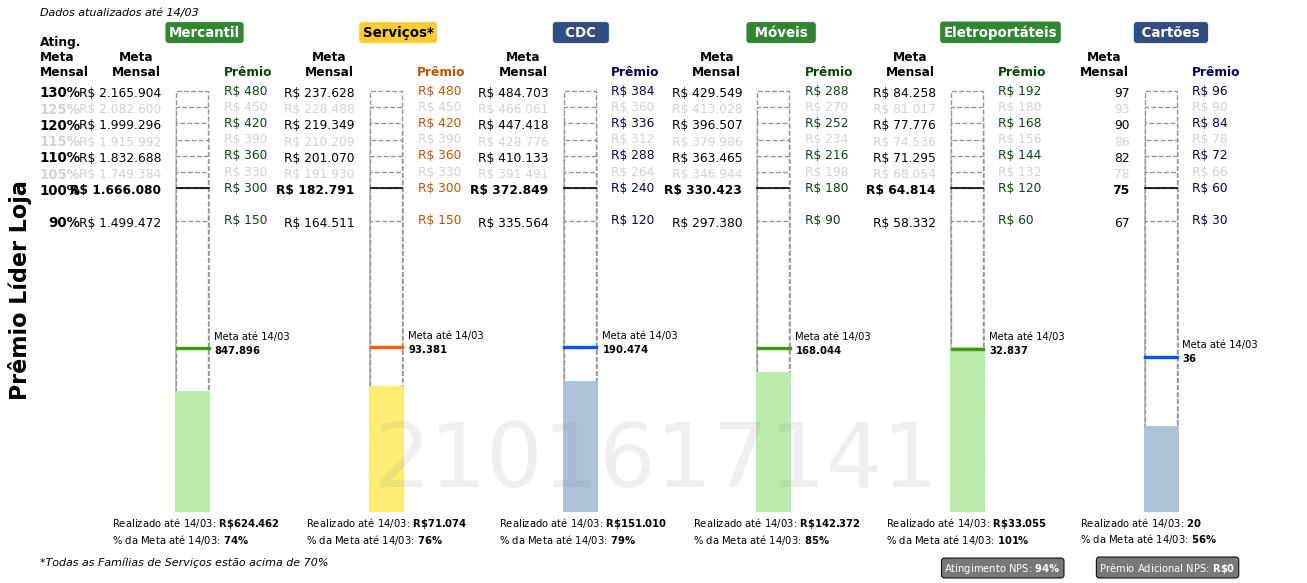 Dados atualizados até 14/03
Mercantil Serviços* CDC Móveis Eletroportáteis Cartões
Ating. Meta Mensal
Meta Mensal Prêmio Meta Mensal Prêmio Meta Mensal Prêmio Meta Mensal Prêmio Meta Mensal Prêmio Meta Mensal Prêmio
130% R$ 2.165.904 R$ 480 R$ 237.628 R$ 480 R$ 484.703 R$ 384 R$ 429.549 R$ 288 R$ 84.258 R$ 192 97 R$ 96
125% R$ 2.082.600 R$ 450 R$ 228.488 R$ 450 R$ 466.061 R$ 360 R$ 413.028 R$ 270 R$ 81.017 R$ 180 93 R$ 90
120% R$ 1.999.296 R$ 420 R$ 219.349 R$ 420 R$ 447.418 R$ 336 R$ 396.507 R$ 252 R$ 77.776 R$ 168 90 R$ 84
115% R$ 1.915.992 R$ 390 R$ 210.209 R$ 390 R$ 428.776 R$ 312 R$ 379.986 R$ 234 R$ 74.536 R$ 156 86 R$ 78
110% R$ 1.832.688 R$ 360 R$ 201.070 R$ 360 R$ 410.133 R$ 288 R$ 363.465 R$ 216 R$ 71.295 R$ 144 82 R$ 72
105% R$ 1.749.384 R$ 330 R$ 191.930 R$ 330 R$ 391.491 R$ 264 R$ 346.944 R$ 198 R$ 68.054 R$ 132 78 R$ 66
100% R$ 1.666.080 R$ 300 R$ 182.791 R$ 300 R$ 372.849 R$ 240 R$ 330.423 R$ 180 R$ 64.814 R$ 120 75 R$ 60
90% R$ 1.499.472 R$ 150 R$ 164.511 R$ 150 R$ 335.564 R$ 120 R$ 297.380 R$ 90 R$ 58.332 R$ 60 67 R$ 30
Prêmio Líder Loja
Meta até 14/03 Meta até 14/03 Meta até 14/03 Meta até 14/03 Meta até 14/03 Meta até 14/03
847.896 93.381 190.474 168.044 32.837 36
2101617141
Realizado até 14/03: R$624.462 Realizado até 14/03: R$71.074 Realizado até 14/03: R$151.010 Realizado até 14/03: R$142.372 Realizado até 14/03: R$33.055 Realizado até 14/03: 20
% da Meta até 14/03: 74% % da Meta até 14/03: 76% % da Meta até 14/03: 79% % da Meta até 14/03: 85% % da Meta até 14/03: 101% % da Meta até 14/03: 56%
*Todas as Famílias de Serviços estão acima de 70%
Atingimento NPS: 94% Prêmio Adicional NPS: R$0